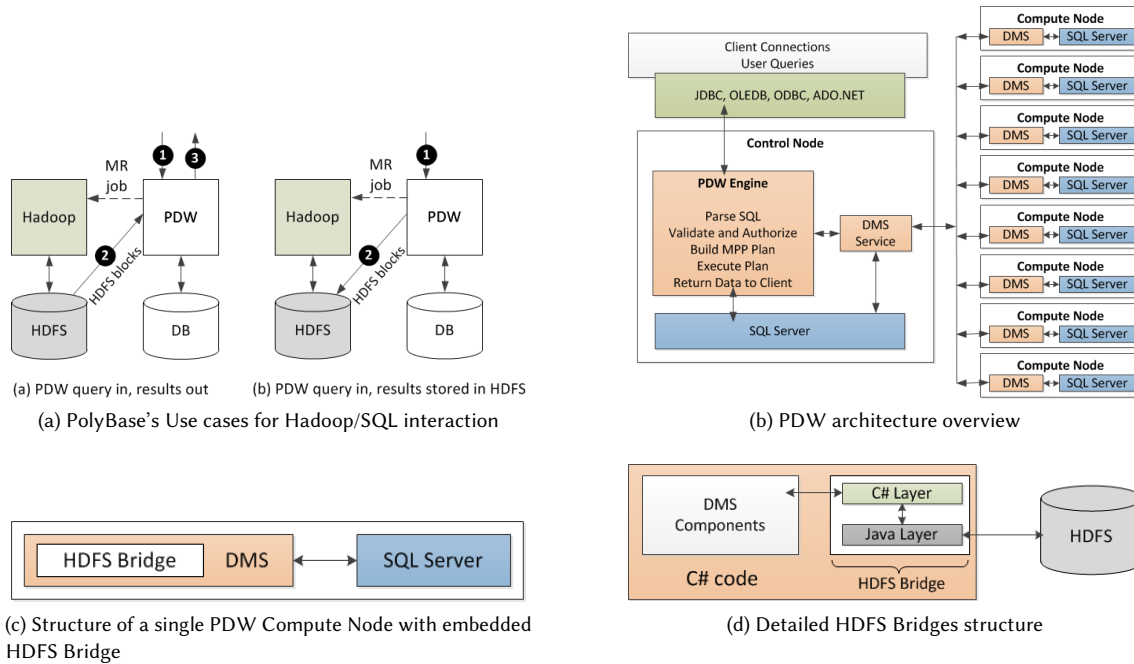 1
3
MR
job
Hadoop
PDW
2
HDFS blocks
HDFS
DB
(a) PDW query in, results out
1
MR
job
Hadoop
PDW
2
HDFS blocks
HDFS
DB
(b) PDW query in, results stored in HDFS
(a) PolyBase's Use cases for Hadoop/SQL interaction
Client Connections
User Queries
JDBC, OLEDB, ODBC, ADO.NET
Control Node
PDW Engine
Parse SQL
Validate and Authorize
Build MPP Plan
Execute Plan
Return Data to Client
DMS
Service
SQL Server
Compute Node
DMS SQL Server
Compute Node
DMS SQL Server
Compute Node
DMS SQL Server
Compute Node
DMS SQL Server
Compute Node
DMS SQL Server
Compute Node
DMS SQL Server
Compute Node
DMS SQL Server
Compute Node
DMS SQL Server
(b) PDW architecture overview
HDFS Bridge DMS SQL Server
(c) Structure of a single PDW Compute Node with embedded
HDFS Bridge
DMS
Components
C# Layer
Java Layer
HDFS Bridge
C# code
HDFS
(d) Detailed HDFS Bridges structure